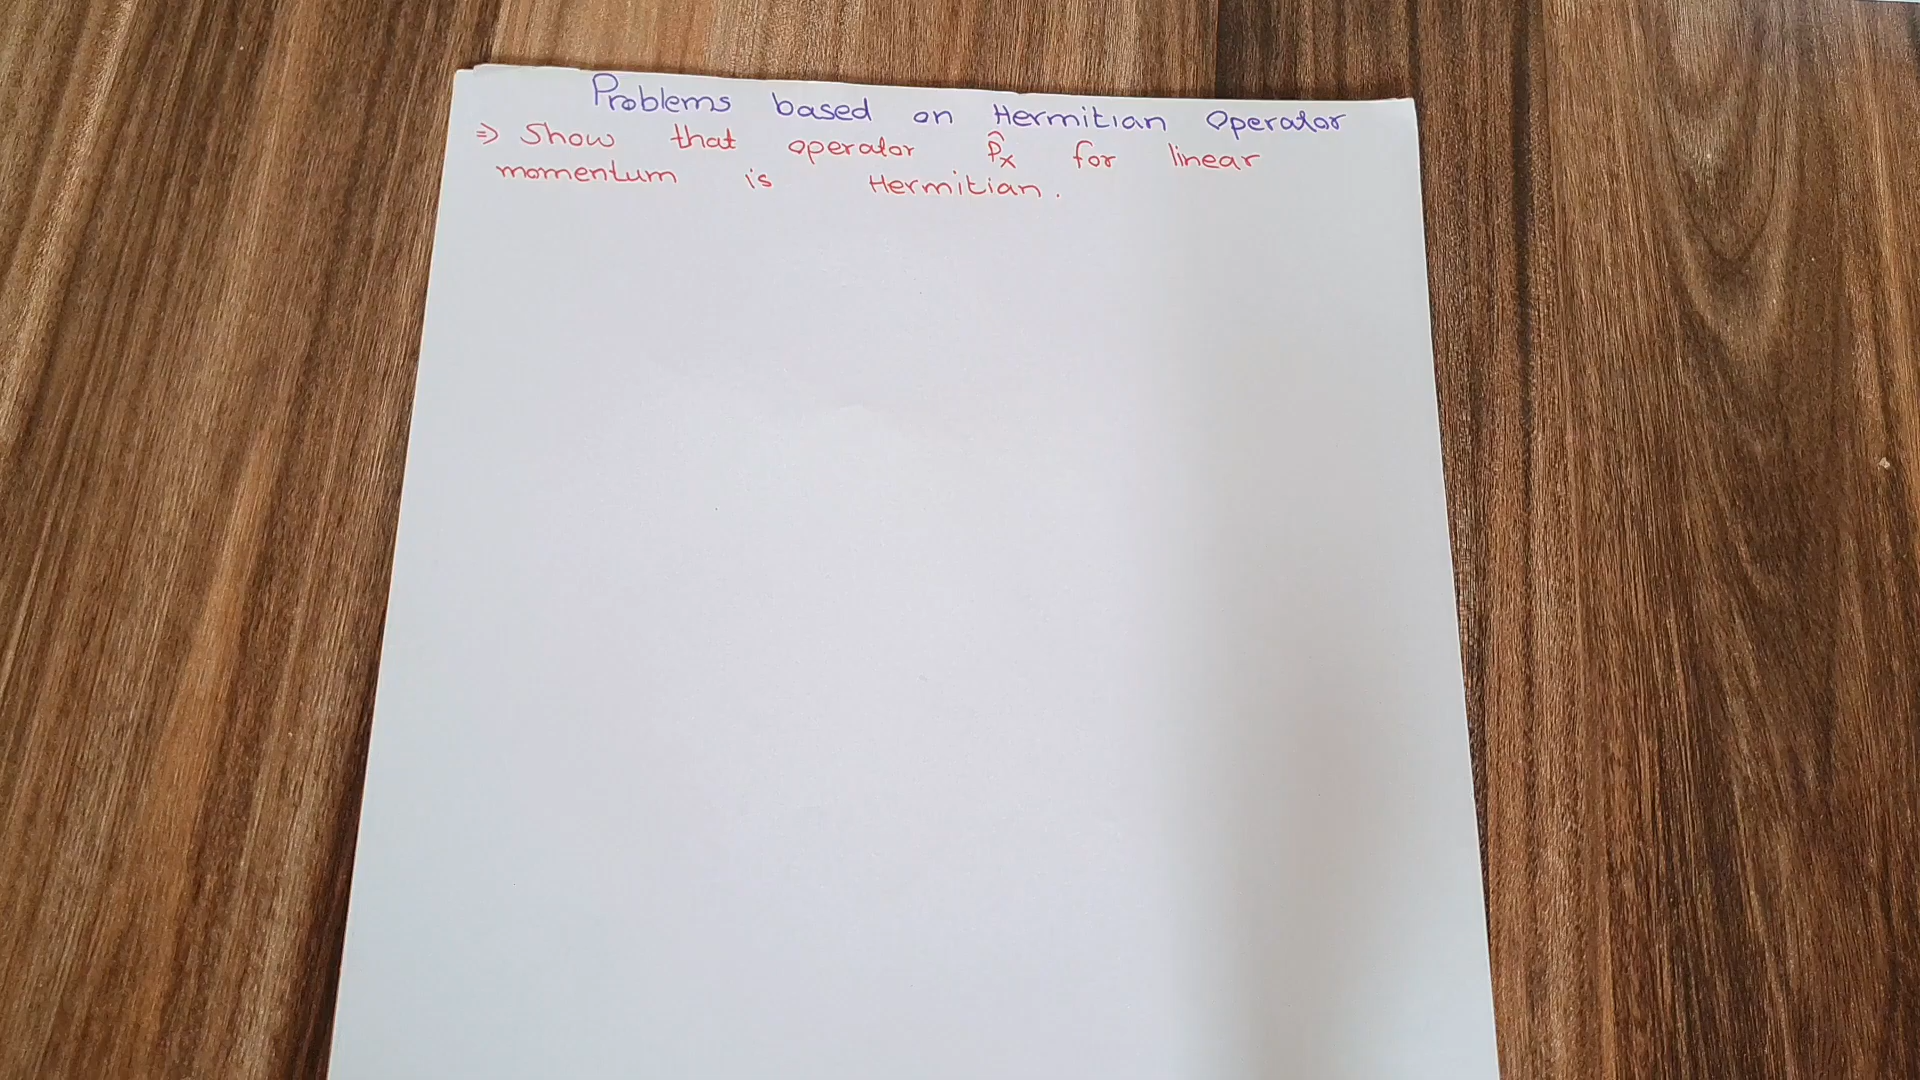 Problems based on Hermitian Operator
⇒ Show that operator p̂ₓ for linear
momentum is Hermitian.